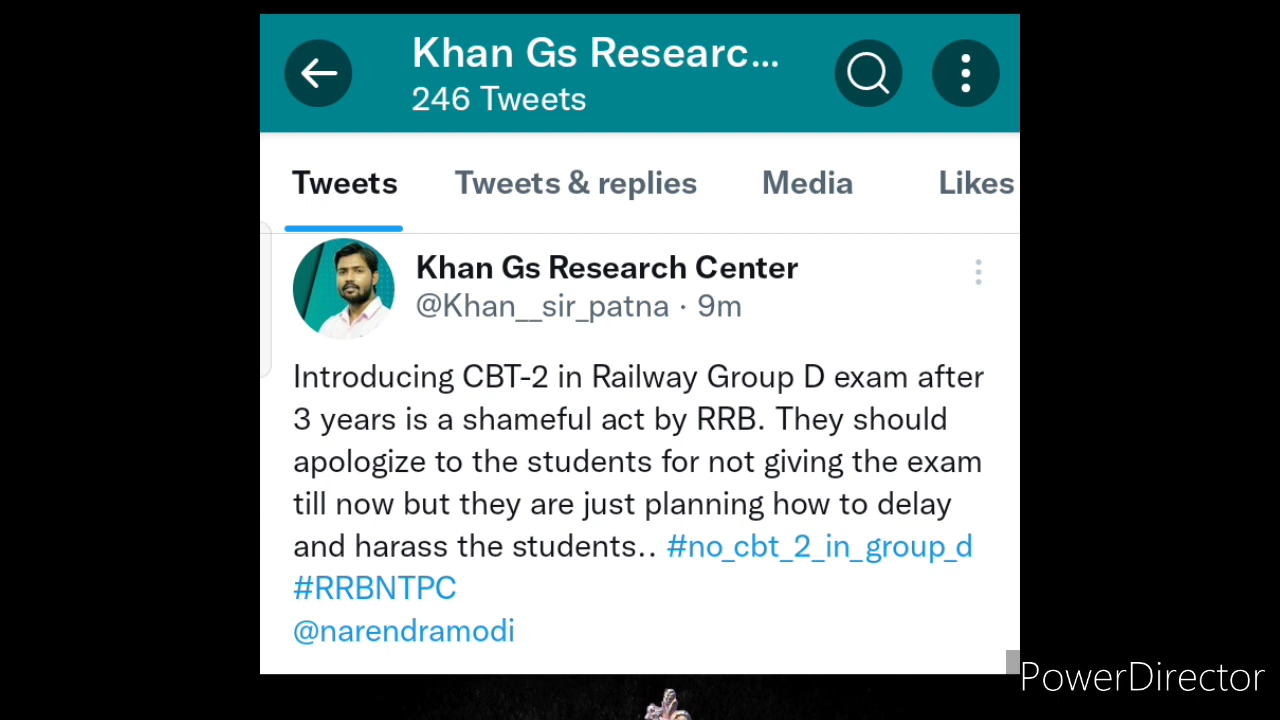 Khan Gs Researc...
246 Tweets
Tweets Tweets & replies Media Likes
Khan Gs Research Center
@Khan__sir_patna · 9m
Introducing CBT-2 in Railway Group D exam after
3 years is a shameful act by RRB. They should
apologize to the students for not giving the exam
till now but they are just planning how to delay
and harass the students.. #no_cbt_2_in_group_d
#RRBNTPC
@narendramodi
PowerDirector